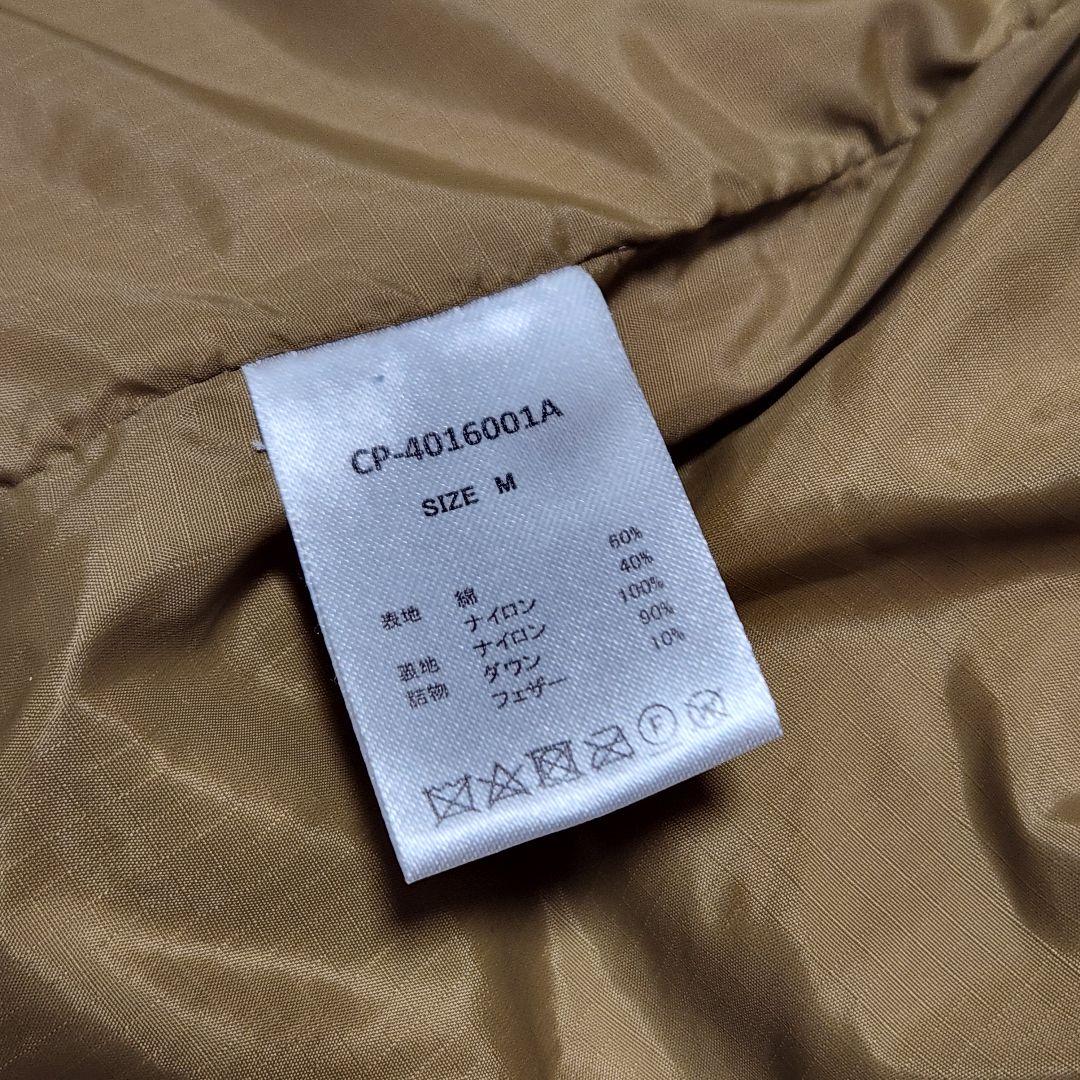 CP-4016001A
SIZE M
表地 綿 60%
ナイロン 40%
裏地 ナイロン 100%
詰物 ダウン 90%
フェザー 10%
F